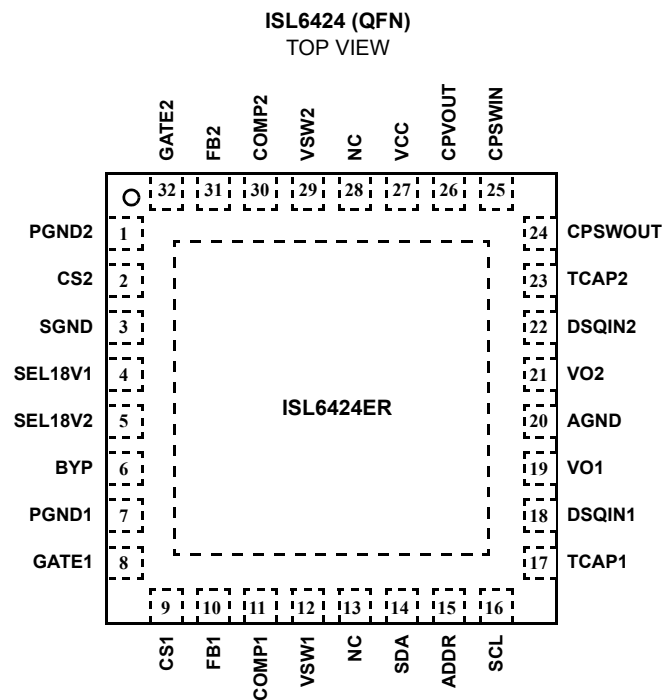 ISL6424 (QFN)
TOP VIEW
GATE2
FB2
COMP2
VSW2
NC
VCC
CPVOUT
CPSWIN
32 31 30 29 28 27 26 25
PGND2 1
CS2 2
SGND 3
SEL18V1 4
SEL18V2 5
BYP 6
PGND1 7
GATE1 8
ISL6424ER
24 CPSWOUT
23 TCAP2
22 DSQIN2
21 VO2
20 AGND
19 VO1
18 DSQIN1
17 TCAP1
9 10 11 12 13 14 15 16
CS1
FB1
COMP1
VSW1
NC
SDA
ADDR
SCL